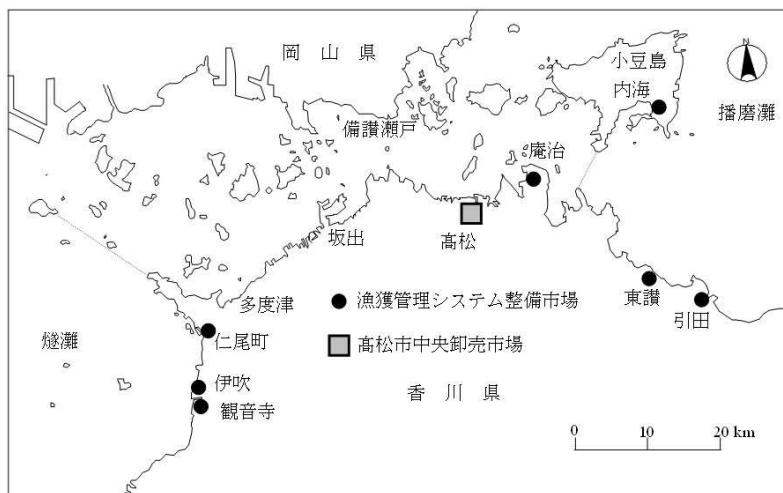 岡 山 県
小豆島
N
内海
播磨灘
備讃瀬戸
庵治
髙松
坂出
多度津
● 漁獲管理システム整備市場
東讃
引田
燧灘
仁尾町
髙松市中央卸売市場
伊吹
香 川 県
観音寺
0 10 20 km